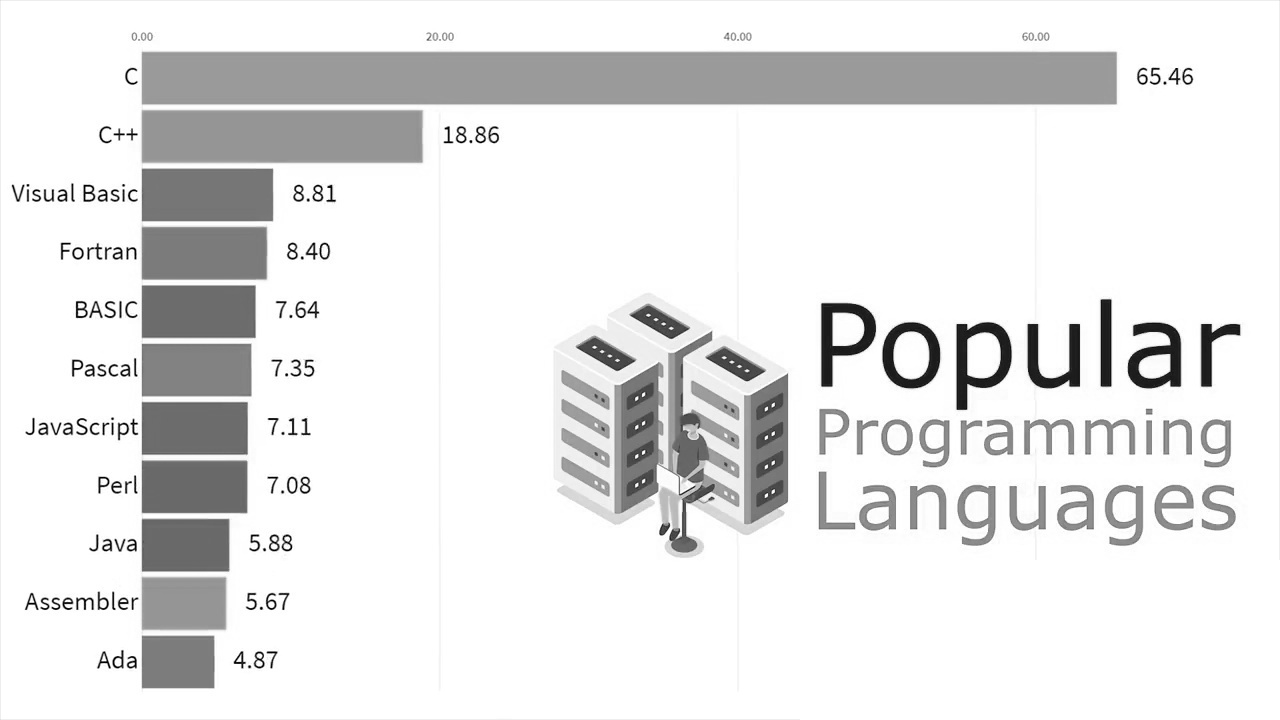 0.00 20.00 40.00 60.00
C 65.46
C++ 18.86
Visual Basic 8.81
Fortran 8.40
BASIC 7.64
Pascal 7.35
JavaScript 7.11
Perl 7.08
Java 5.88
Assembler 5.67
Ada 4.87
Popular
Programming
Languages